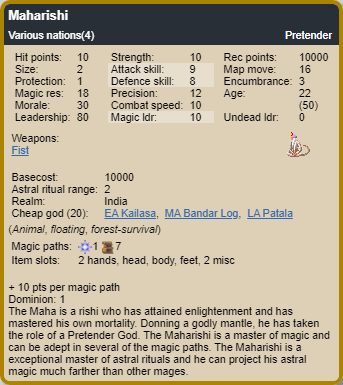 Maharishi
Various nations(4) Pretender
Hit points: 10 Strength: 10 Rec points: 10000
Size: 2 Attack skill: 9 Map move: 16
Protection: 1 Defence skill: 8 Encumbrance: 3
Magic res: 18 Precision: 12 Age: 22
Morale: 30 Combat speed: 10 (50)
Leadership: 80 Magic ldr: 10 Undead ldr: 0
Weapons:
Fist
Basecost: 10000
Astral ritual range: 2
Realm: India
Cheap god (20): EA Kailasa, MA Bandar Log, LA Patala
(Animal, floating, forest-survival)
Magic paths: 1 7
Item slots: 2 hands, head, body, feet, 2 misc
+ 10 pts per magic path
Dominion: 1
The Maha is a rishi who has attained enlightenment and has
mastered his own mortality. Donning a godly mantle, he has taken
the role of a Pretender God. The Maharishi is a master of magic and
can be adept in several of the magic paths. The Maharishi is a
exceptional master of astral rituals and he can project his astral
magic much farther than other mages.